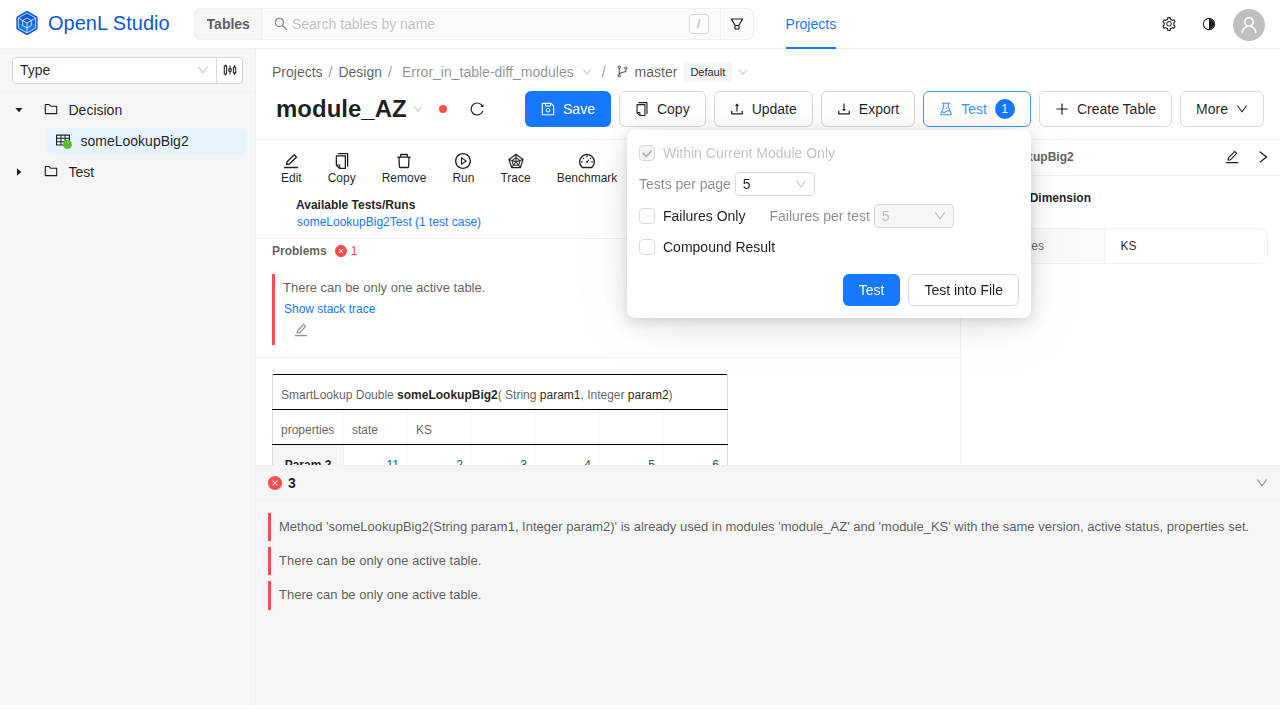 OpenL Studio
Tables
Search tables by name
/
Projects
Type
Decision
someLookupBig2
Test
Projects / Design / Error_in_table-diff_modules / master Default
module_AZ
Save
Copy
Update
Export
Test 1
Create Table
More
Edit
Copy
Remove
Run
Trace
Benchmark
Available Tests/Runs
someLookupBig2Test (1 test case)
Problems 1
There can be only one active table.
Show stack trace
Within Current Module Only
Tests per page 5
Failures Only Failures per test 5
Compound Result
Test
Test into File
kupBig2
Dimension
es KS
SmartLookup Double someLookupBig2( String param1, Integer param2)
properties state KS
Param 2 11 2 3 4 5 6
3
Method 'someLookupBig2(String param1, Integer param2)' is already used in modules 'module_AZ' and 'module_KS' with the same version, active status, properties set.
There can be only one active table.
There can be only one active table.